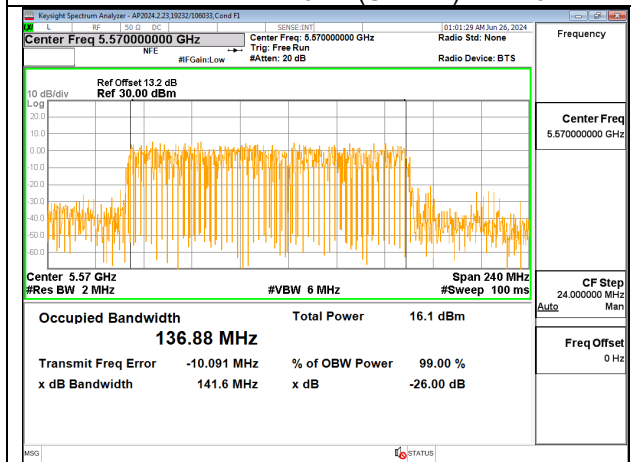 Keysight Spectrum Analyzer - AP2024.2.23,19232/106033,Cond F1
L RF 50 Ω DC SENSE:INT 01:01:29 AM Jun 26, 2024
Center Freq 5.570000000 GHz
NFE
#IFGain:Low
Center Freq: 5.570000000 GHz
Trig: Free Run
#Atten: 20 dB
Radio Std: None
Radio Device: BTS
Frequency
Ref Offset 13.2 dB
10 dB/div Ref 30.00 dBm
Log
20.0
10.0
0.00
-10.0
-20.0
-30.0
-40.0
-50.0
-60.0
Center 5.57 GHz Span 240 MHz
#Res BW 2 MHz #VBW 6 MHz #Sweep 100 ms
Occupied Bandwidth Total Power 16.1 dBm
136.88 MHz
Transmit Freq Error -10.091 MHz % of OBW Power 99.00 %
x dB Bandwidth 141.6 MHz x dB -26.00 dB
Center Freq
5.570000000 GHz
CF Step
24.000000 MHz
Auto Man
Freq Offset
0 Hz
MSG STATUS